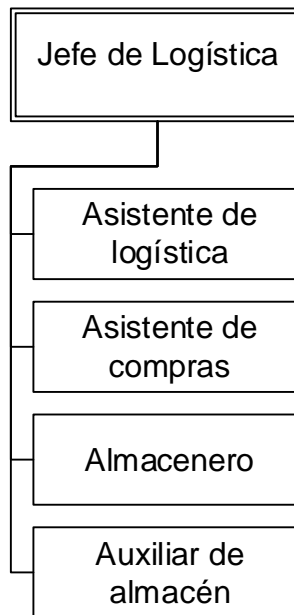 Jefe de Logística
Asistente de
logística
Asistente de
compras
Almacenero
Auxiliar de
almacén